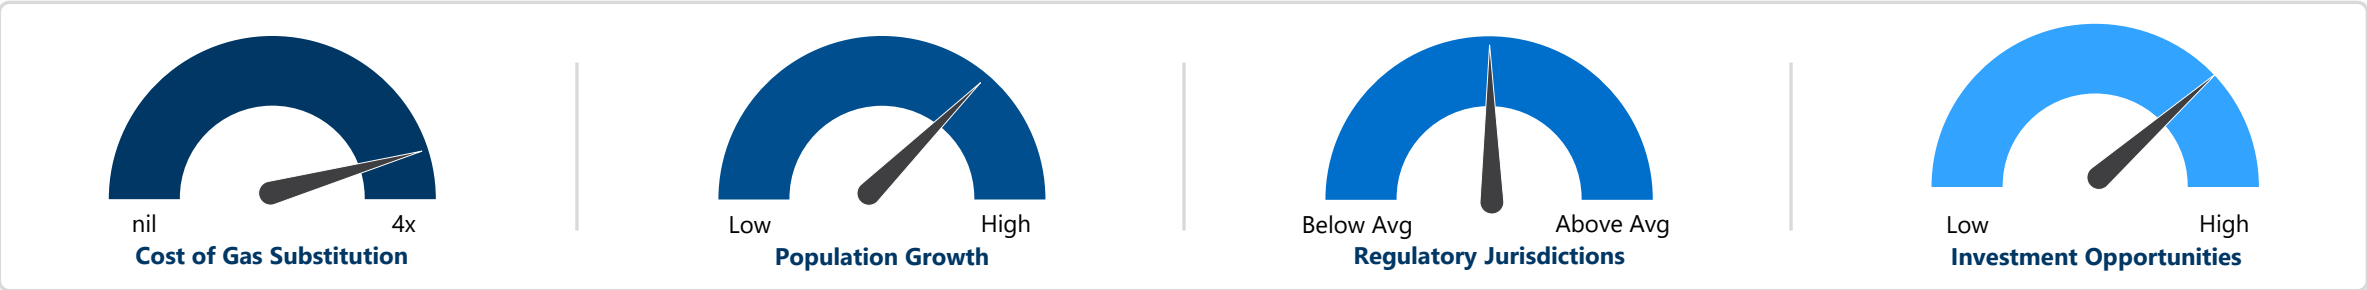 nil 4x
Cost of Gas Substitution
Low High
Population Growth
Below Avg Above Avg
Regulatory Jurisdictions
Low High
Investment Opportunities